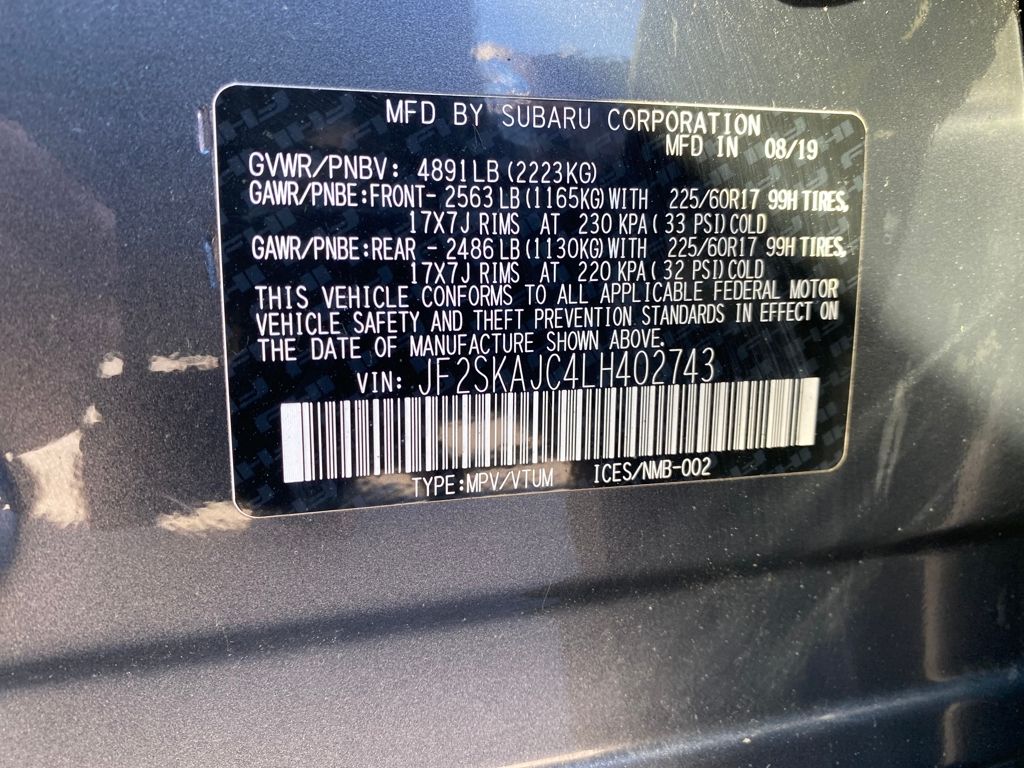 MFD BY SUBARU CORPORATION
MFD IN 08/19
GVWR/PNBV: 4891LB (2223KG)
GAWR/PNBE:FRONT- 2563 LB (1165KG) WITH 225/60R17 99H TIRES,
17X7J RIMS AT 230 KPA ( 33 PSI) COLD
GAWR/PNBE:REAR - 2486 LB (1130KG) WITH 225/60R17 99H TIRES,
17X7J RIMS AT 220 KPA ( 32 PSI) COLD
THIS VEHICLE CONFORMS TO ALL APPLICABLE FEDERAL MOTOR
VEHICLE SAFETY AND THEFT PREVENTION STANDARDS IN EFFECT ON
THE DATE OF MANUFACTURE SHOWN ABOVE.
VIN: JF2SKAJC4LH402743
TYPE:MPV/VTUM ICES/NMB-002